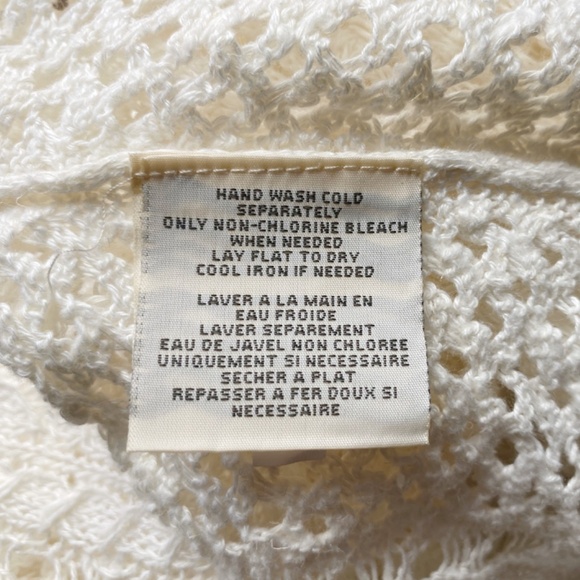 HAND WASH COLD
SEPARATELY
ONLY NON-CHLORINE BLEACH
WHEN NEEDED
LAY FLAT TO DRY
COOL IRON IF NEEDED
LAVER A LA MAIN EN
EAU FROIDE
LAVER SEPAREMENT
EAU DE JAVEL NON CHLOREE
UNIQUEMENT SI NECESSAIRE
SECHER A PLAT
REPASSER A FER DOUX SI
NECESSAIRE